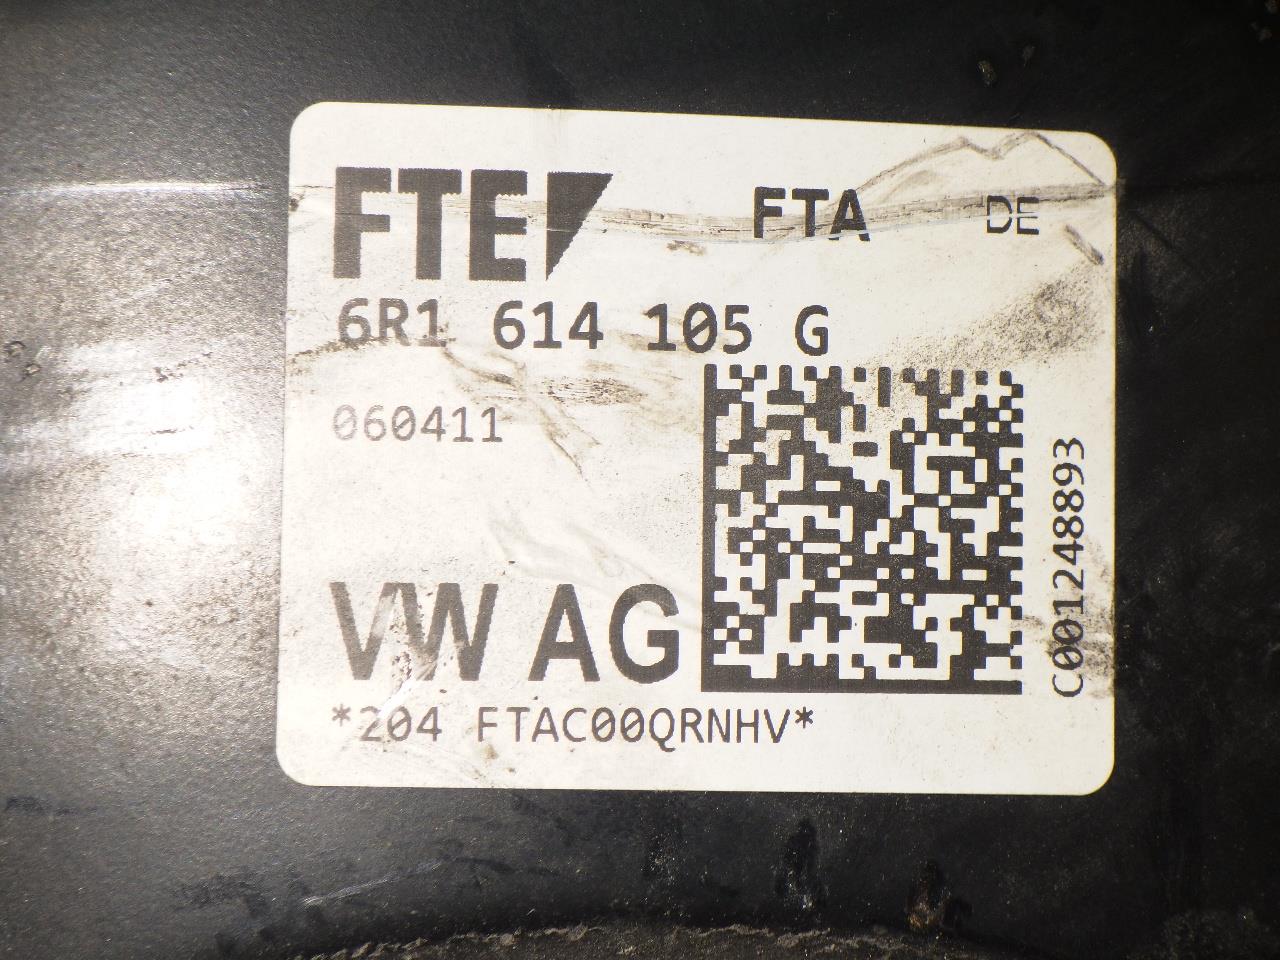 FTE FTA DE
6R1 614 105 G
060411
VW AG
*204 FTAC00QRNHV*
C001248893